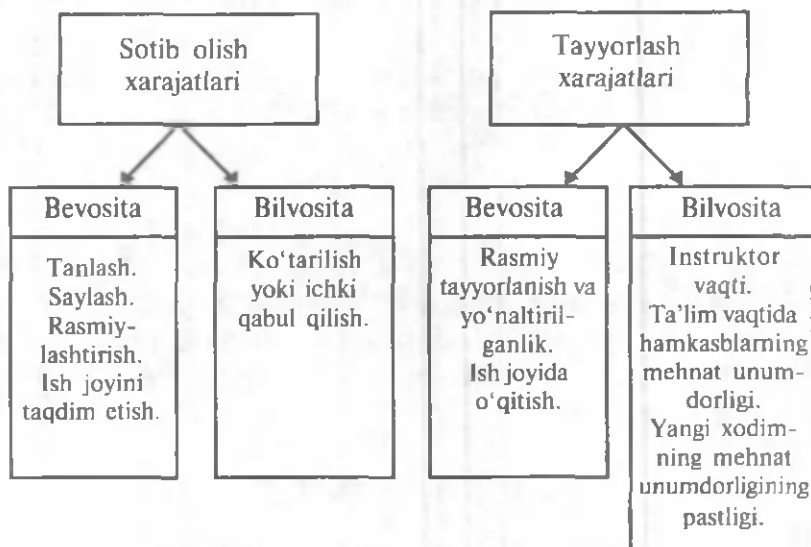 Sotib olish
xarajatlari
Tayyorlash
xarajatlari
Bevosita
Tanlash.
Saylash.
Rasmiy-
lashtirish.
Ish joyini
taqdim etish.
Bilvosita
Ko‘tarilish
yoki ichki
qabul qilish.
Bevosita
Rasmiy
tayyorlanish va
yo‘naltiril-
ganlik.
Ish joyida
o‘qitish.
Bilvosita
Instruktor
vaqti.
Ta’lim vaqtida
hamkasblarning
mehnat unum-
dorligi.
Yangi xodim-
ning mehnat
unumdorligining
pastligi.